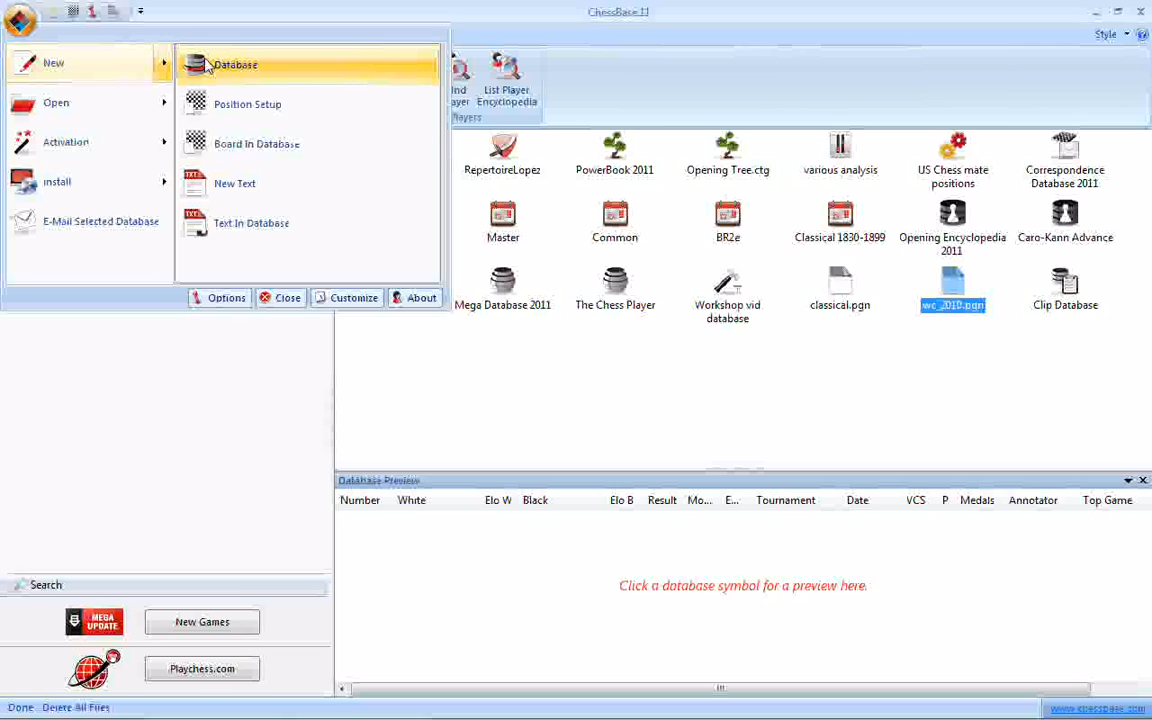 ChessBase 11
Style
New
Open
Activation
Install
E-Mail Selected Database
Database
Position Setup
Board In Database
New Text
Text In Database
Options
Close
Customize
About
List Player
Encyclopedia
RepertoireLopez
PowerBook 2011
Opening Tree.ctg
various analysis
US Chess mate
positions
Correspondence
Database 2011
Master
Common
BR2e
Classical 1830-1899
Opening Encyclopedia
2011
Caro-Kann Advance
Mega Database 2011
The Chess Player
Workshop vid
database
classical.pgn
wc_2010.pgn
Clip Database
Database Preview
Number White Elo W Black Elo B Result Mo... E... Tournament Date VCS P Medals Annotator Top Game
Click a database symbol for a preview here.
Search
MEGA
UPDATE
New Games
Playchess.com
Done Delete All Files
www.chessbase.com